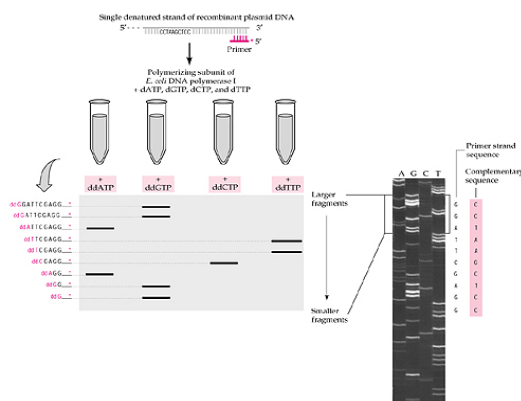 Single denatured strand of recombinant plasmid DNA
5'
CCTAAGCTCC
3'
5'
Primer
Polymerizing subunit of
E. coli DNA polymerase I
+ dATP, dGTP, dCTP, and dTTP
+
ddATP
+
ddGTP
+
ddCTP
+
ddTTP
ddGGATTCGAGG *
ddGATTCGAGG *
ddATTCGAGG *
ddTTCGAGG *
ddTCGAGG *
ddCGAGG *
ddAGG *
ddGG *
ddG *
Larger
fragments
Smaller
fragments
A G C T
Primer strand
sequence
Complementary
sequence
G C
G C
A T
T A
T A
C G
G C
A T
G C
G C